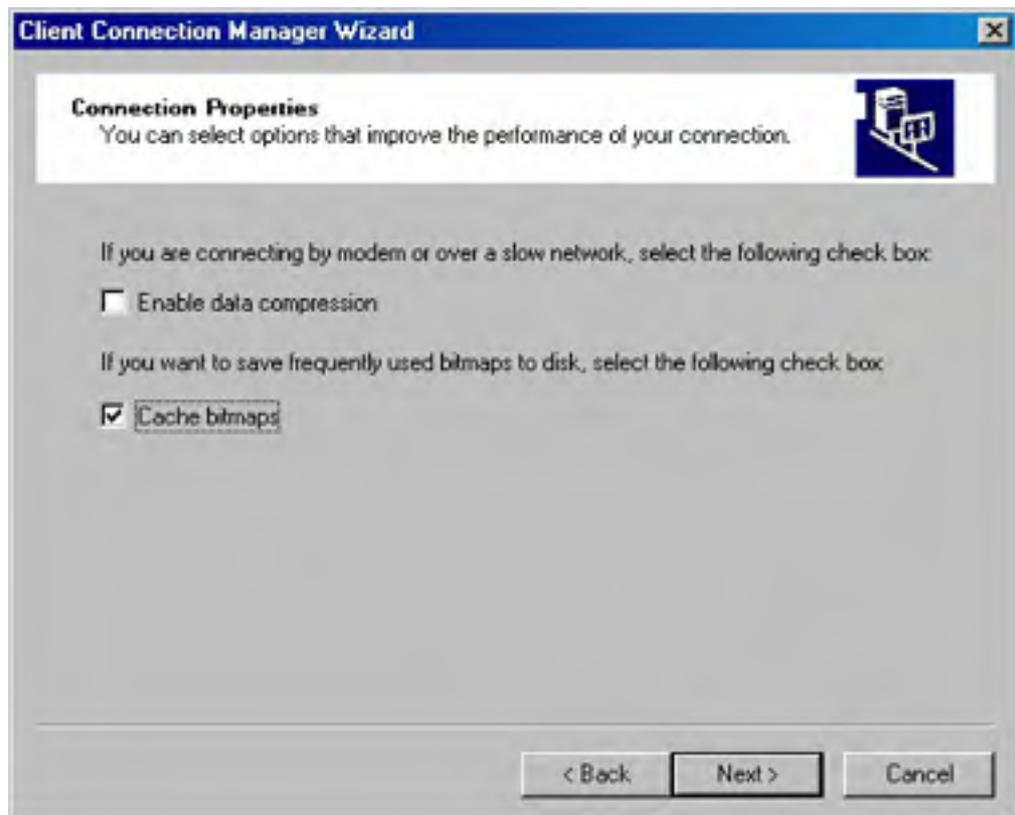 Client Connection Manager Wizard
Connection Properties
You can select options that improve the performance of your connection.
If you are connecting by modem or over a slow network, select the following check box:
Enable data compression
If you want to save frequently used bitmaps to disk, select the following check box:
Cache bitmaps
< Back
Next >
Cancel